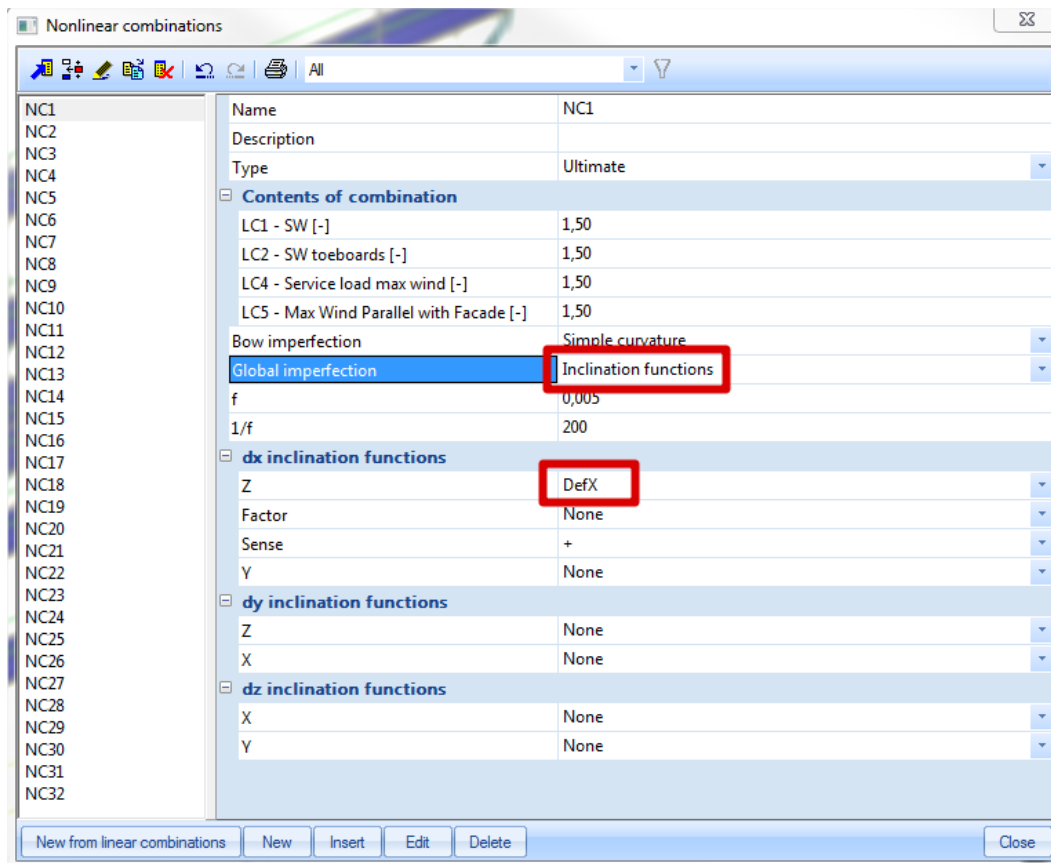 Nonlinear combinations
All
NC1
NC2
NC3
NC4
NC5
NC6
NC7
NC8
NC9
NC10
NC11
NC12
NC13
NC14
NC15
NC16
NC17
NC18
NC19
NC20
NC21
NC22
NC23
NC24
NC25
NC26
NC27
NC28
NC29
NC30
NC31
NC32
Name NC1
Description
Type Ultimate
Contents of combination
LC1 - SW [-] 1,50
LC2 - SW toeboards [-] 1,50
LC4 - Service load max wind [-] 1,50
LC5 - Max Wind Parallel with Facade [-] 1,50
Bow imperfection Simple curvature
Global imperfection Inclination functions
f 0,005
1/f 200
dx inclination functions
Z DefX
Factor None
Sense +
Y None
dy inclination functions
Z None
X None
dz inclination functions
X None
Y None
New from linear combinations New Insert Edit Delete Close